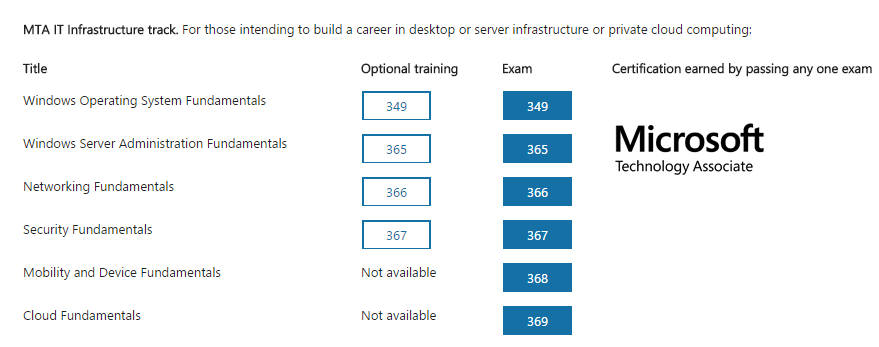 MTA IT Infrastructure track. For those intending to build a career in desktop or server infrastructure or private cloud computing:
Title Optional training Exam Certification earned by passing any one exam
Windows Operating System Fundamentals 349 349
Microsoft
Windows Server Administration Fundamentals 365 365
Technology Associate
Networking Fundamentals 366 366
Security Fundamentals 367 367
Mobility and Device Fundamentals Not available 368
Cloud Fundamentals Not available 369